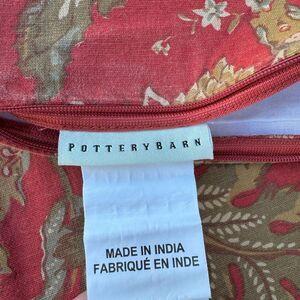 POTTERYBARN
MADE IN INDIA
FABRIQUÉ EN INDE